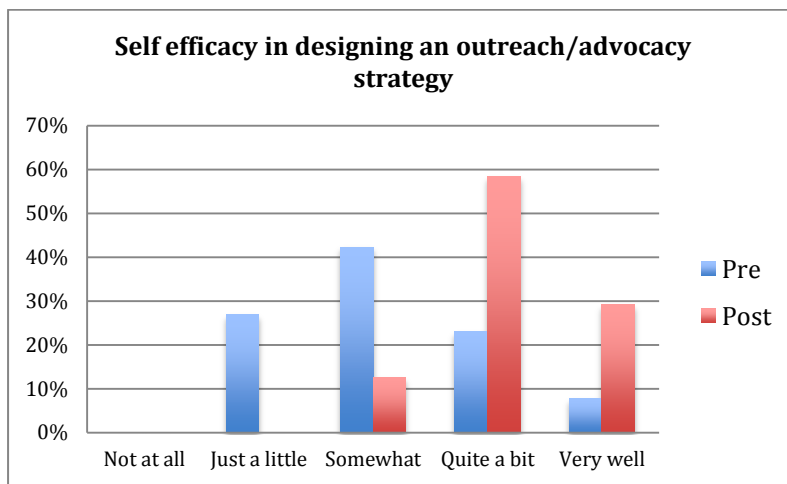 Self efficacy in designing an outreach/advocacy
strategy
70%
60%
50%
40%
30%
20%
10%
0%
Not at all Just a little Somewhat Quite a bit Very well
Pre
Post